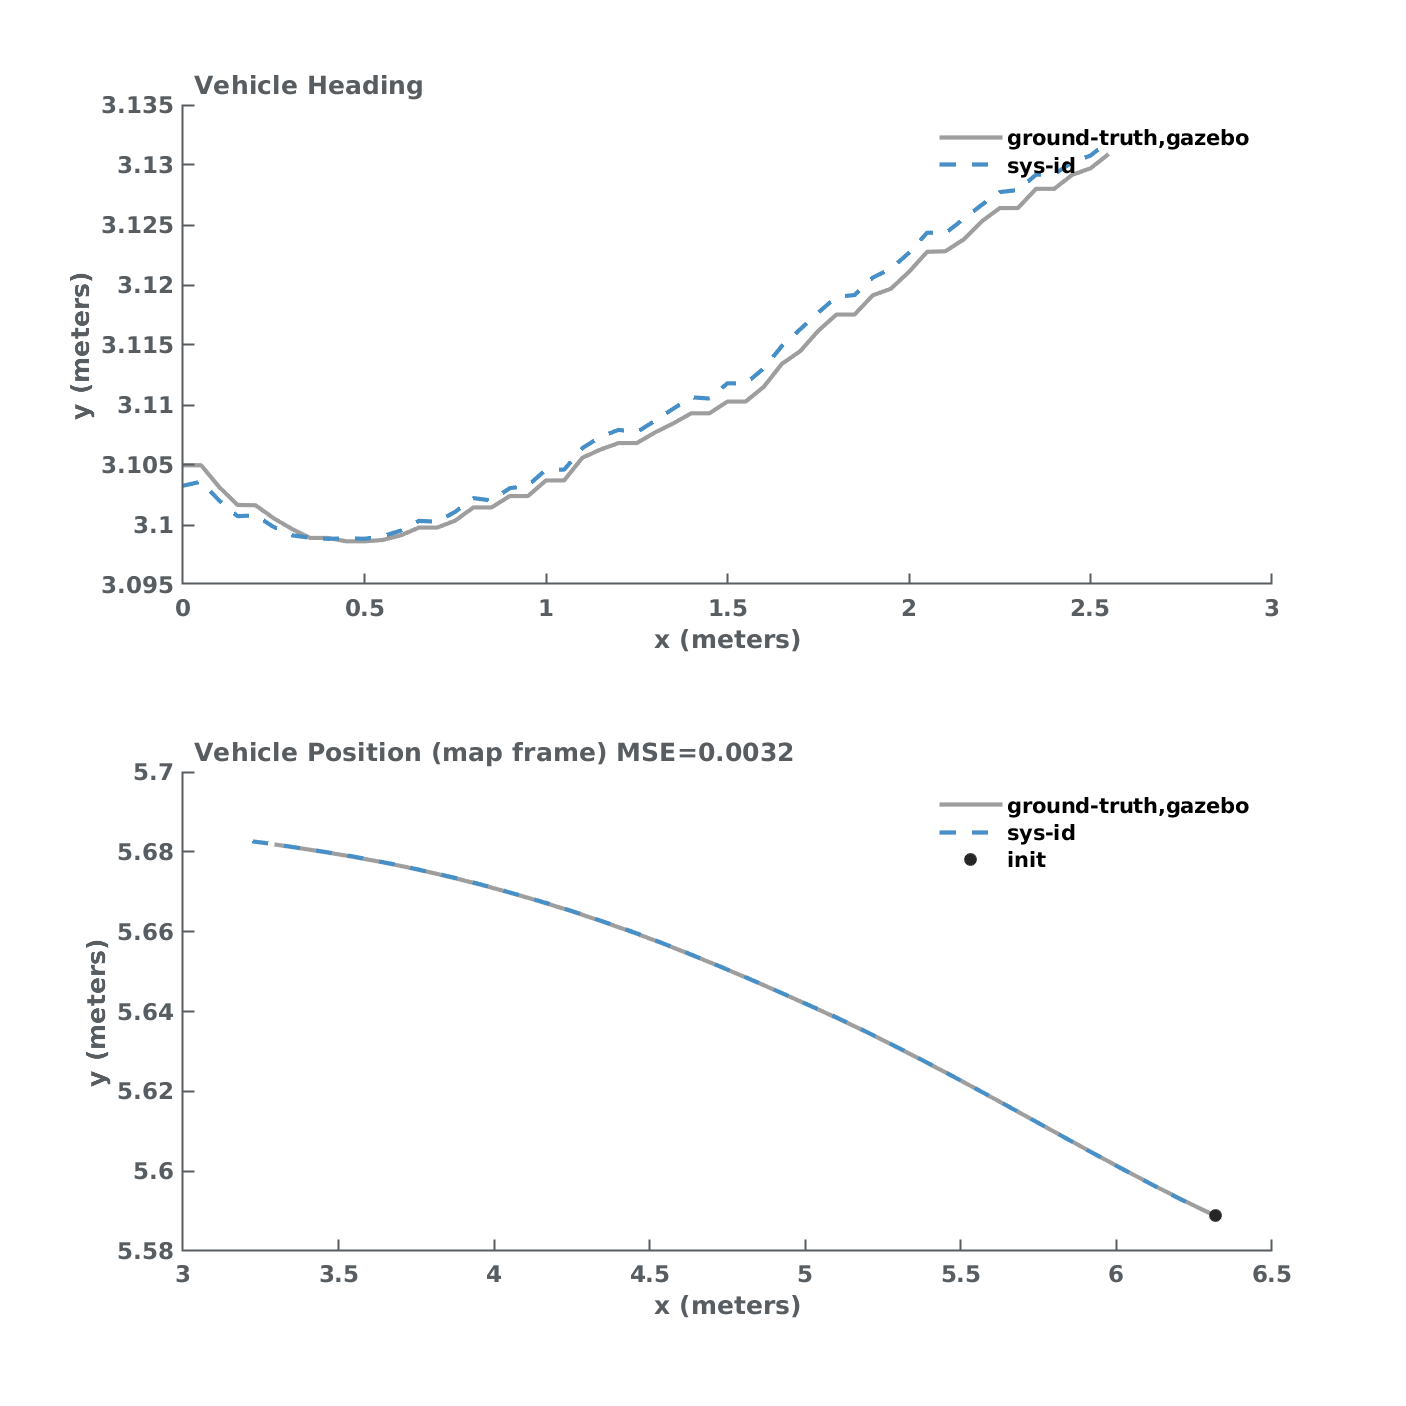 Vehicle Heading
3.135
3.13
3.125
3.12
3.115
3.11
3.105
3.1
3.095
y (meters)
ground-truth,gazebo
sys-id
0 0.5 1 1.5 2 2.5 3
x (meters)
Vehicle Position (map frame) MSE=0.0032
5.7
5.68
5.66
5.64
5.62
5.6
5.58
y (meters)
ground-truth,gazebo
sys-id
init
3 3.5 4 4.5 5 5.5 6 6.5
x (meters)